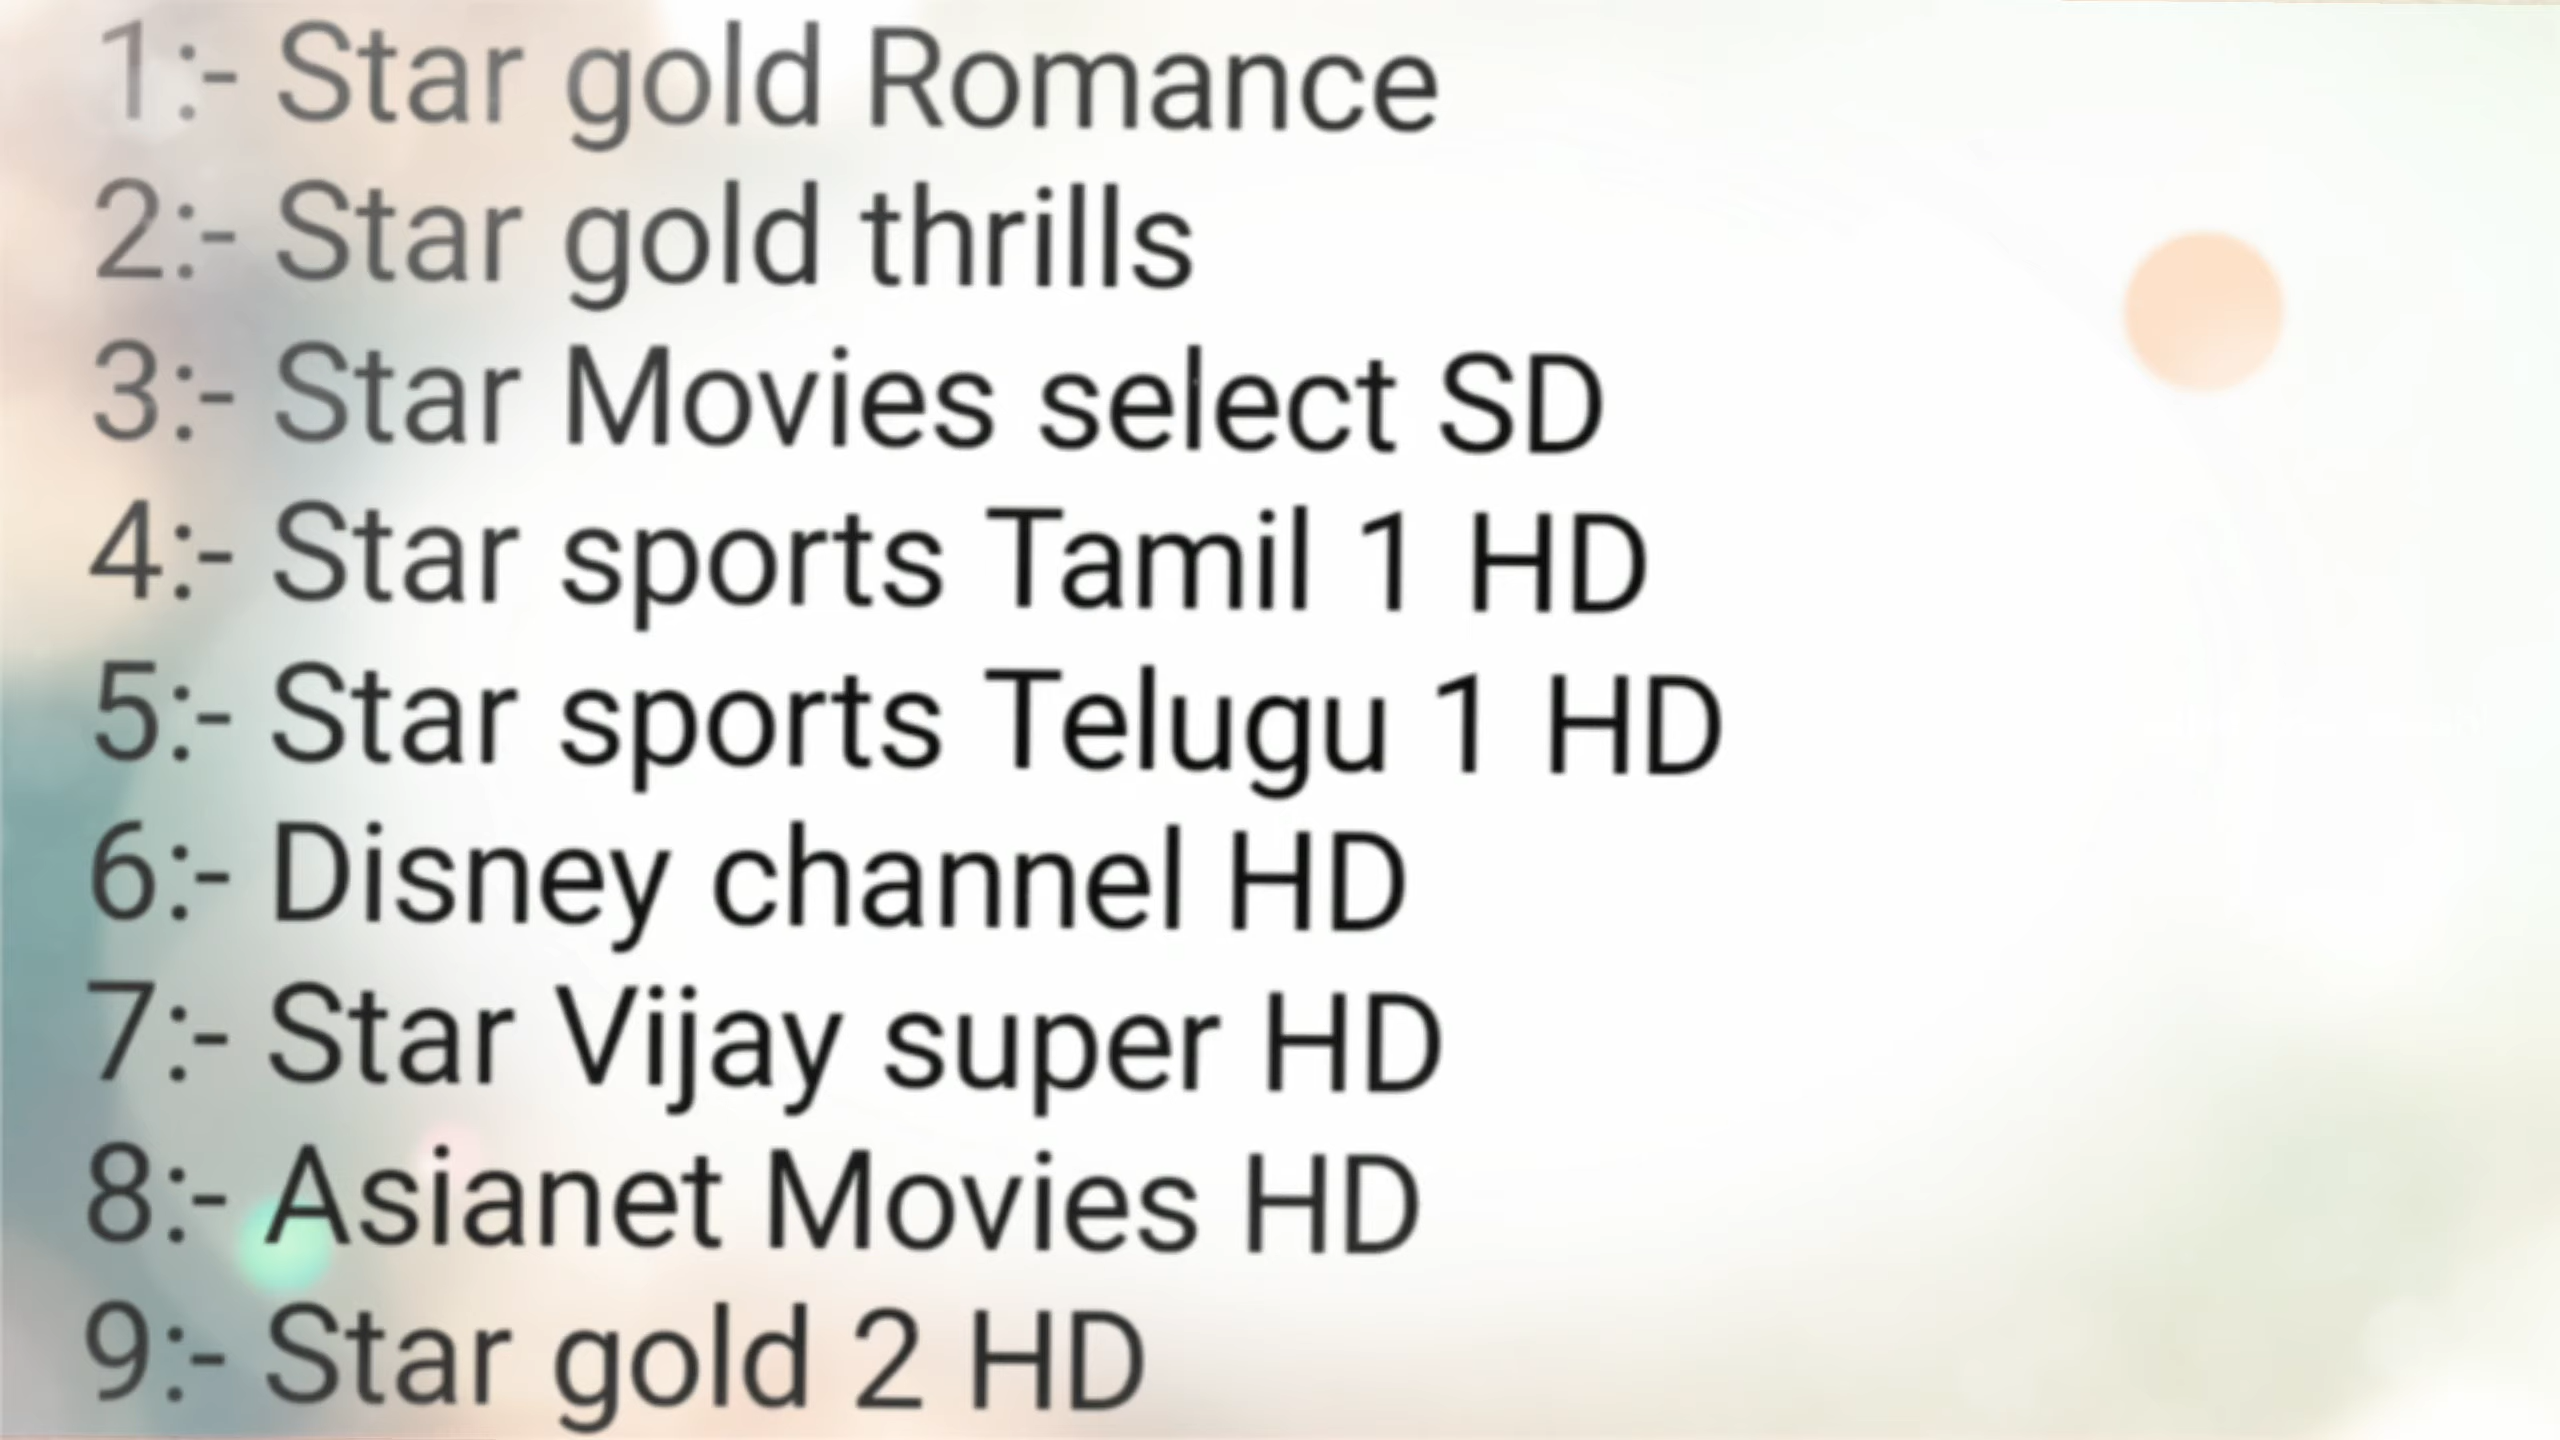 1:- Star gold Romance
2:- Star gold thrills
3:- Star Movies select SD
4:- Star sports Tamil 1 HD
5:- Star sports Telugu 1 HD
6:- Disney channel HD
7:- Star Vijay super HD
8:- Asianet Movies HD
9:- Star gold 2 HD